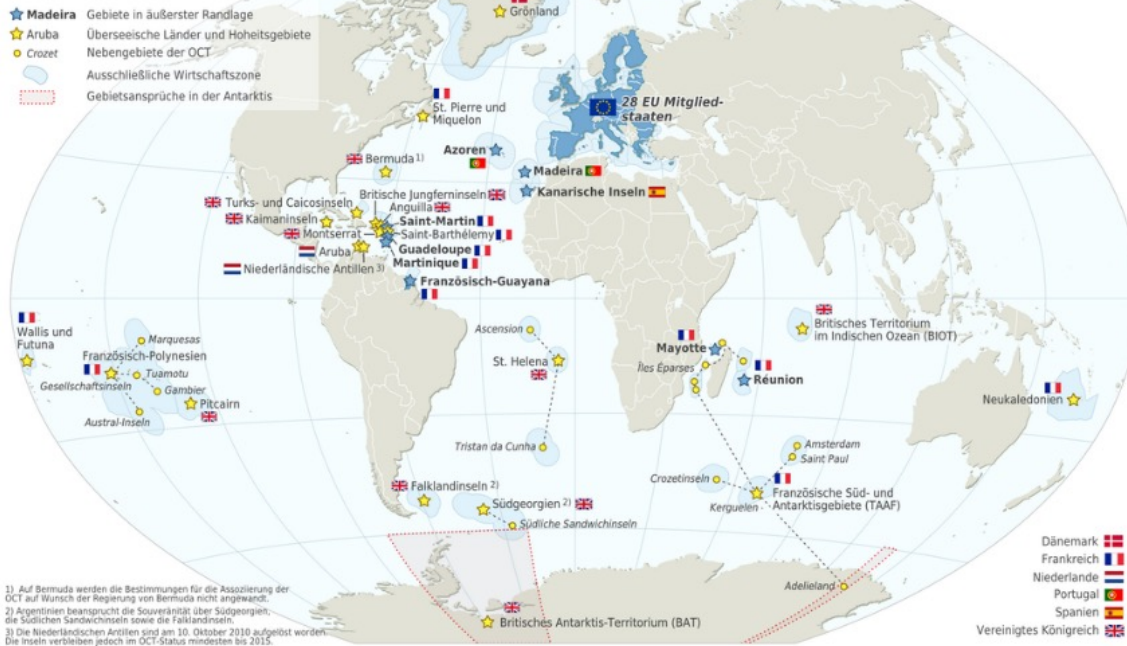 Madeira Gebiete in äußerster Randlage
Aruba Überseeische Länder und Hoheitsgebiete
Crozet Nebengebiete der OCT
Ausschließliche Wirtschaftszone
Gebietsansprüche in der Antarktis
Grönland
St. Pierre und
Miquelon
28 EU Mitglied-
staaten
Azoren
Madeira
Kanarische Inseln
Bermuda 1)
Britische Jungferninseln
Turks- und Caicosinseln
Anguilla
Kaimaninseln
Saint-Martin
Montserrat
Saint-Barthélemy
Aruba
Guadeloupe
Martinique
Niederländische Antillen 3)
Französisch-Guayana
Wallis und
Futuna
Marquesas
Französisch-Polynesien
Tuamotu
Gesellschaftsinseln
Gambier
Pitcairn
Austral-Inseln
Ascension
St. Helena
Tristan da Cunha
Mayotte
Îles Éparses
Réunion
Britisches Territorium
im Indischen Ozean (BIOT)
Neukaledonien
Amsterdam
Saint Paul
Crozetinseln
Kerguelen
Französische Süd- und
Antarktisgebiete (TAAF)
Falklandinseln 2)
Südgeorgien 2)
Südliche Sandwichinseln
Adelieland
Britisches Antarktis-Territorium (BAT)
Dänemark
Frankreich
Niederlande
Portugal
Spanien
Vereinigtes Königreich
1) Auf Bermuda werden die Bestimmungen für die Assoziierung der
OCT auf Wunsch der Regierung von Bermuda nicht angewandt.
2) Argentinien beansprucht die Souveränität über Südgeorgien,
die Südlichen Sandwichinseln sowie die Falklandinseln.
3) Die Niederländischen Antillen sind am 10. Oktober 2010 aufgelöst worden.
Die Inseln verbleiben jedoch im OCT-Status mindesten bis 2015.